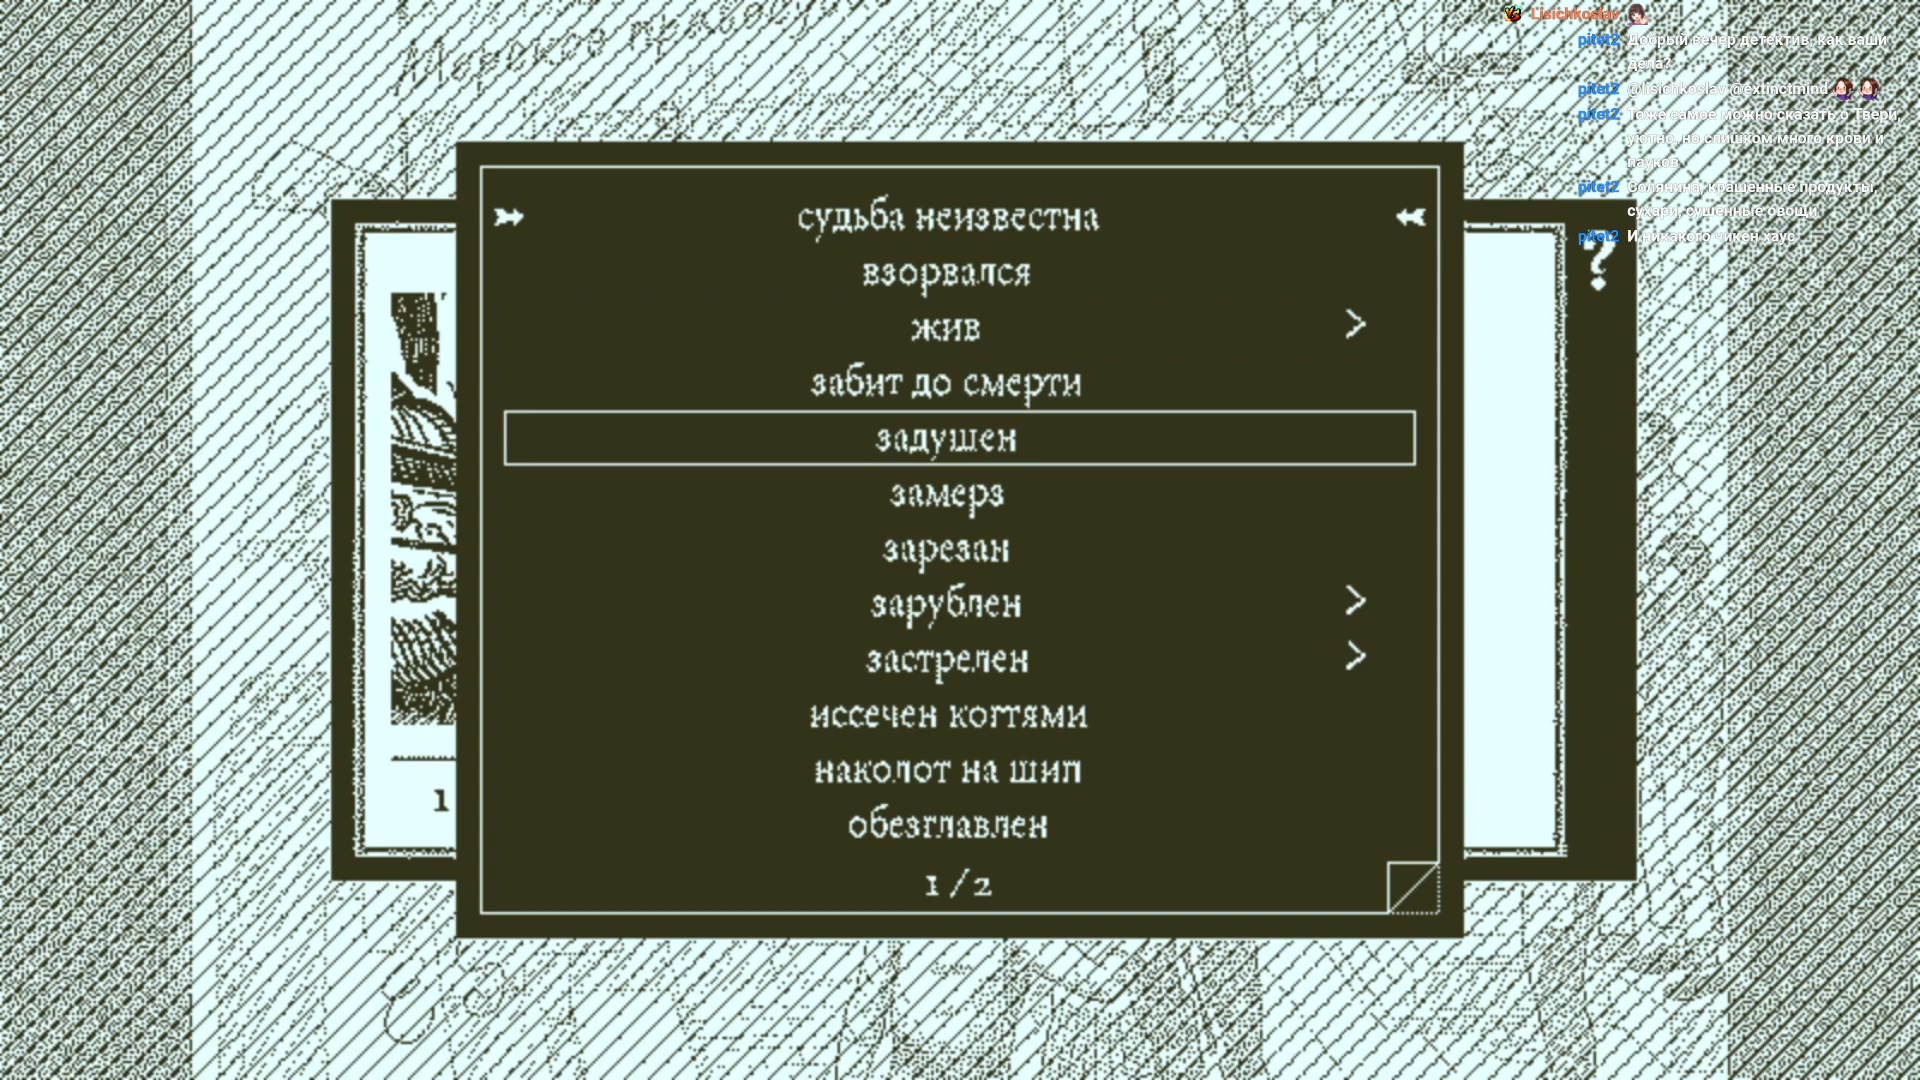 Lisichkoslav
pitet2 Добрый вечер детектив, как ваши
дела?
pitet2 @lisichkoslav @extinctmind
pitet2 Тоже самое можно сказать о Твери,
уютно, но слишком много крови и
пауков
pitet2 Солянина, крашенные продукты,
сухари, сушенные овощи
pitet2 И никакого чикен хаус
?
судьба неизвестна
взорвался
жив >
забит до смерти
задушен
замерз
зарезан
зарублен >
застрелен >
иссечен когтями
наколот на шип
обезглавлен
1 / 2
1